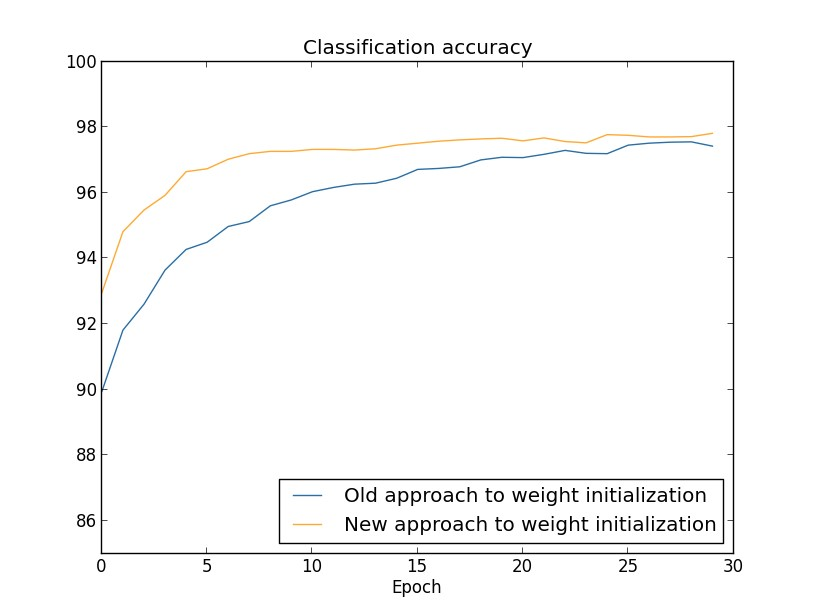 Classification accuracy
100
98
96
94
92
90
88
86
Old approach to weight initialization
New approach to weight initialization
0 5 10 15 20 25 30
Epoch